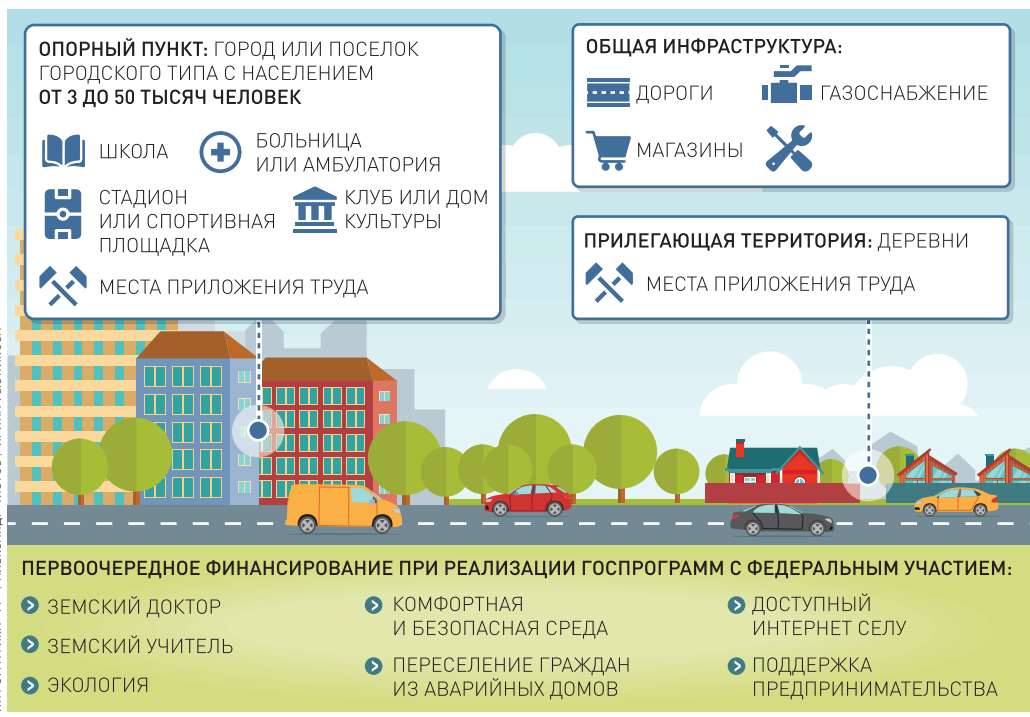 ОПОРНЫЙ ПУНКТ: ГОРОД ИЛИ ПОСЕЛОК
ГОРОДСКОГО ТИПА С НАСЕЛЕНИЕМ
ОТ 3 ДО 50 ТЫСЯЧ ЧЕЛОВЕК
ШКОЛА
БОЛЬНИЦА
ИЛИ АМБУЛАТОРИЯ
СТАДИОН
ИЛИ СПОРТИВНАЯ
ПЛОЩАДКА
КЛУБ ИЛИ ДОМ
КУЛЬТУРЫ
МЕСТА ПРИЛОЖЕНИЯ ТРУДА
ОБЩАЯ ИНФРАСТРУКТУРА:
ДОРОГИ
ГАЗОСНАБЖЕНИЕ
МАГАЗИНЫ
ПРИЛЕГАЮЩАЯ ТЕРРИТОРИЯ: ДЕРЕВНИ
МЕСТА ПРИЛОЖЕНИЯ ТРУДА
ПЕРВООЧЕРЕДНОЕ ФИНАНСИРОВАНИЕ ПРИ РЕАЛИЗАЦИИ ГОСПРОГРАММ С ФЕДЕРАЛЬНЫМ УЧАСТИЕМ:
ЗЕМСКИЙ ДОКТОР
ЗЕМСКИЙ УЧИТЕЛЬ
ЭКОЛОГИЯ
КОМФОРТНАЯ
И БЕЗОПАСНАЯ СРЕДА
ПЕРЕСЕЛЕНИЕ ГРАЖДАН
ИЗ АВАРИЙНЫХ ДОМОВ
ДОСТУПНЫЙ
ИНТЕРНЕТ СЕЛУ
ПОДДЕРЖКА
ПРЕДПРИНИМАТЕЛЬСТВА